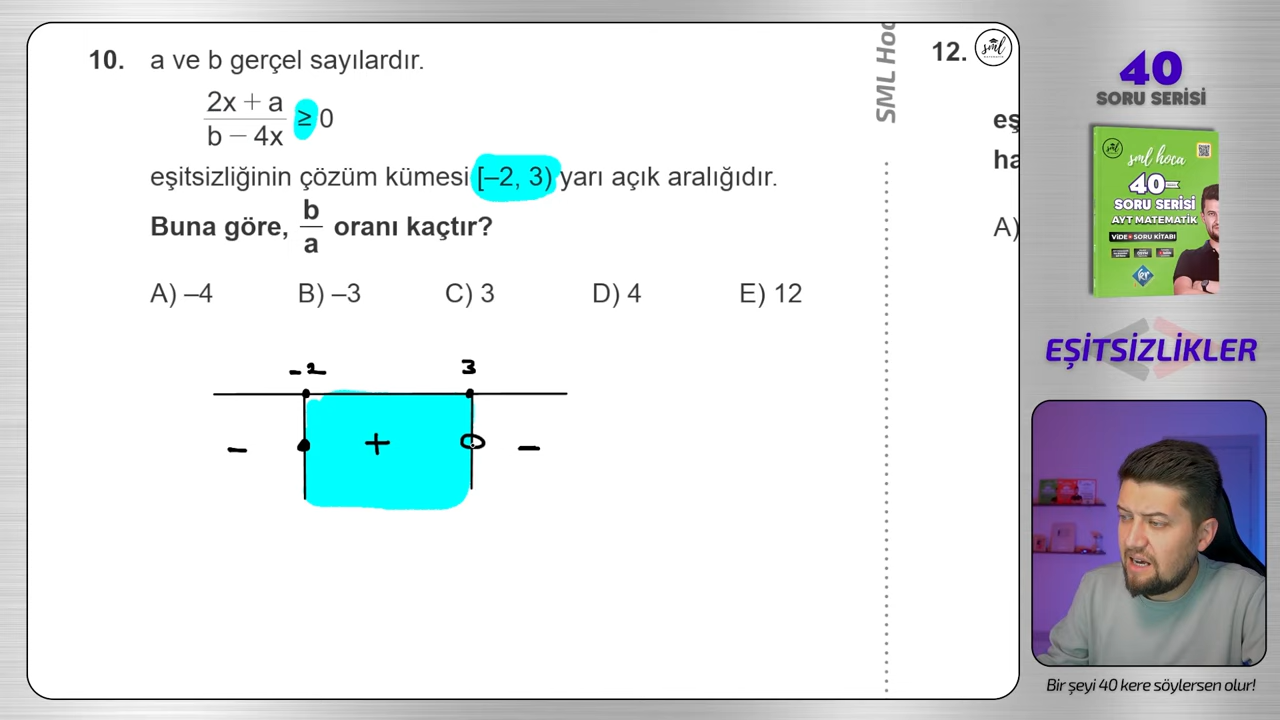 10. a ve b gerçel sayılardır.
2x + a
b – 4x
≥ 0
eşitsizliğinin çözüm kümesi [–2, 3) yarı açık aralığıdır.
Buna göre, b/a oranı kaçtır?
A) –4 B) –3 C) 3 D) 4 E) 12
-2 3
- + -
SML Hoc
12.
sml
eş
ha
A)
40
SORU SERİSİ
sml hoca
40
SORU SERİSİ
AYT MATEMATİK
VİDEO SORU KİTABI
EŞİTSİZLİKLER
Bir şeyi 40 kere söylersen olur!